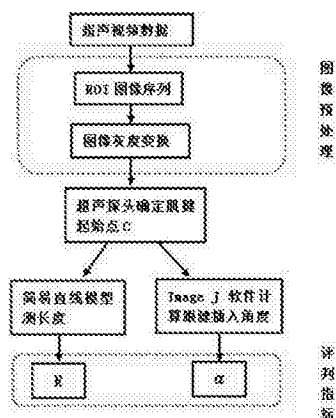 超声视频数据
ROI 图像序列
图像灰度变换
图像预处理
超声探头确定肌腱
起始点 C
简易直线模型
测长度
Image J 软件计
算跟腱插入角度
R
α
评判指标